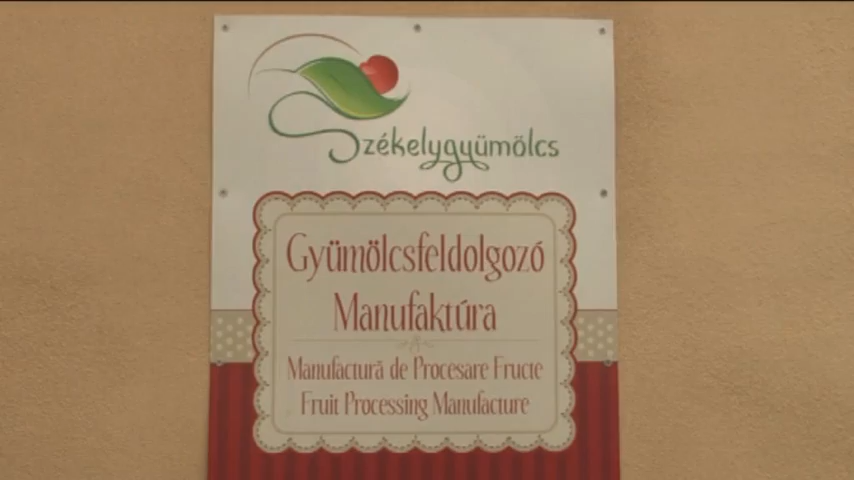 Székelygyümölcs
Gyümölcsfeldolgozó
Manufaktúra
Manufactură de Procesare Fructe
Fruit Processing Manufacture